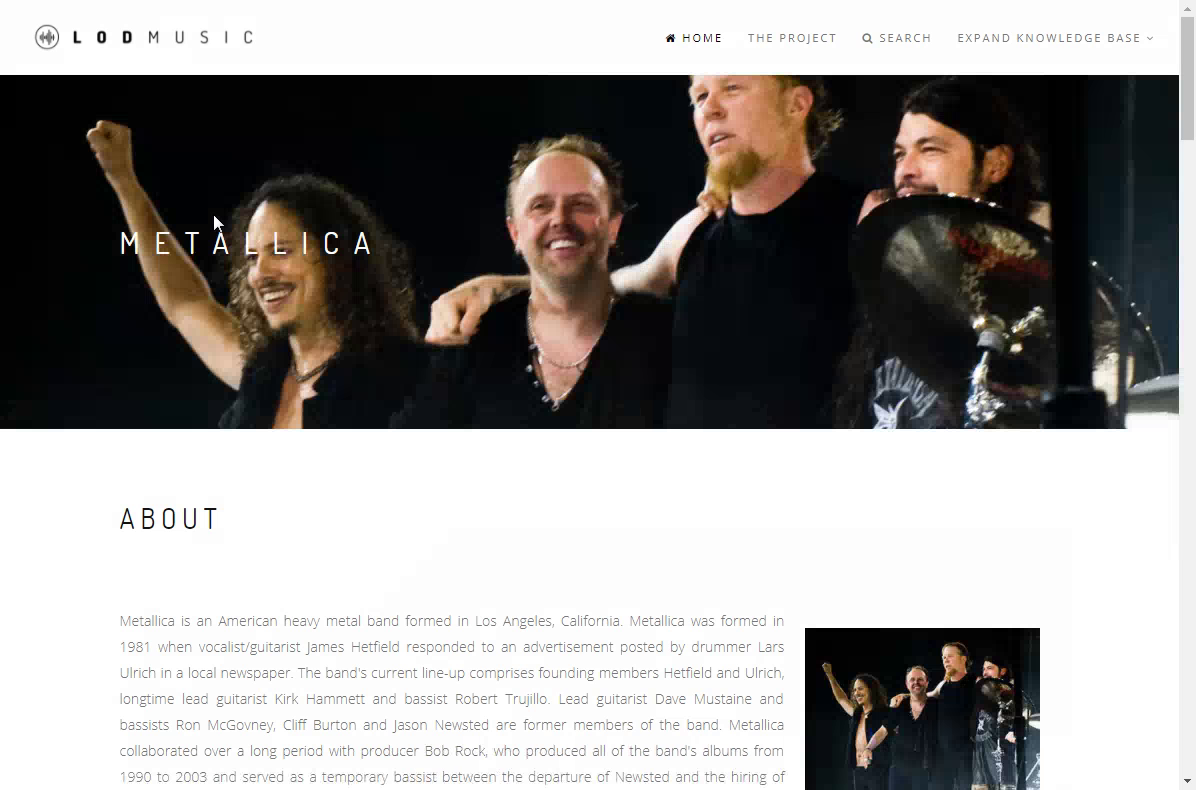 LODMUSIC
HOME
THE PROJECT
SEARCH
EXPAND KNOWLEDGE BASE
METALLICA
ABOUT
Metallica is an American heavy metal band formed in Los Angeles, California. Metallica was formed in
1981 when vocalist/guitarist James Hetfield responded to an advertisement posted by drummer Lars
Ulrich in a local newspaper. The band's current line-up comprises founding members Hetfield and Ulrich,
longtime lead guitarist Kirk Hammett and bassist Robert Trujillo. Lead guitarist Dave Mustaine and
bassists Ron McGovney, Cliff Burton and Jason Newsted are former members of the band. Metallica
collaborated over a long period with producer Bob Rock, who produced all of the band's albums from
1990 to 2003 and served as a temporary bassist between the departure of Newsted and the hiring of